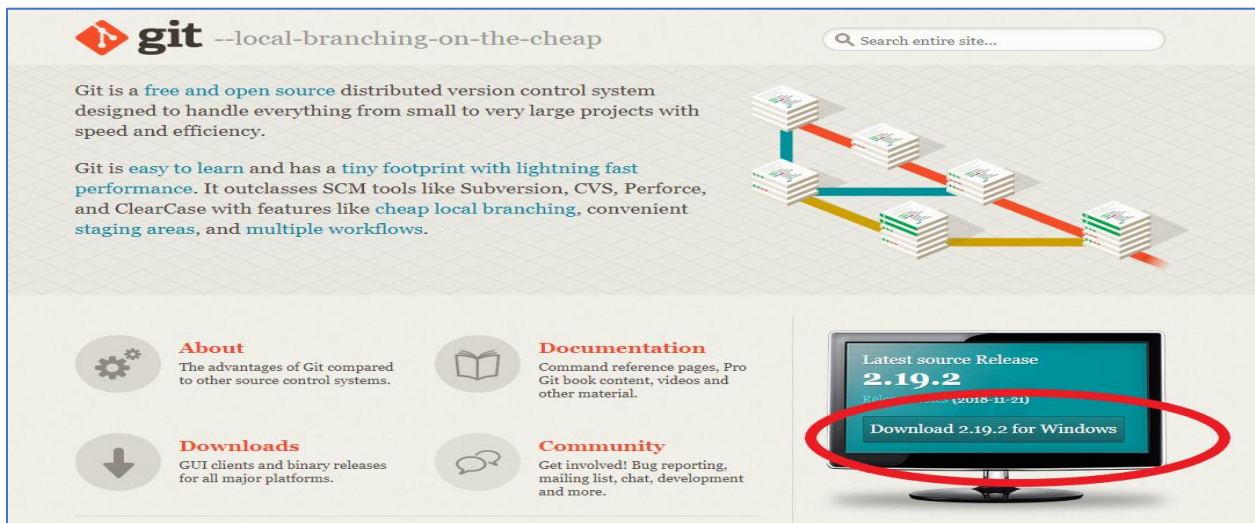 git --local-branching-on-the-cheap
Search entire site...
Git is a free and open source distributed version control system
designed to handle everything from small to very large projects with
speed and efficiency.
Git is easy to learn and has a tiny footprint with lightning fast
performance. It outclasses SCM tools like Subversion, CVS, Perforce,
and ClearCase with features like cheap local branching, convenient
staging areas, and multiple workflows.
About
The advantages of Git compared
to other source control systems.
Documentation
Command reference pages, Pro
Git book content, videos and
other material.
Downloads
GUI clients and binary releases
for all major platforms.
Community
Get involved! Bug reporting,
mailing list, chat, development
and more.
Latest source Release
2.19.2
(2018-11-21)
Download 2.19.2 for Windows